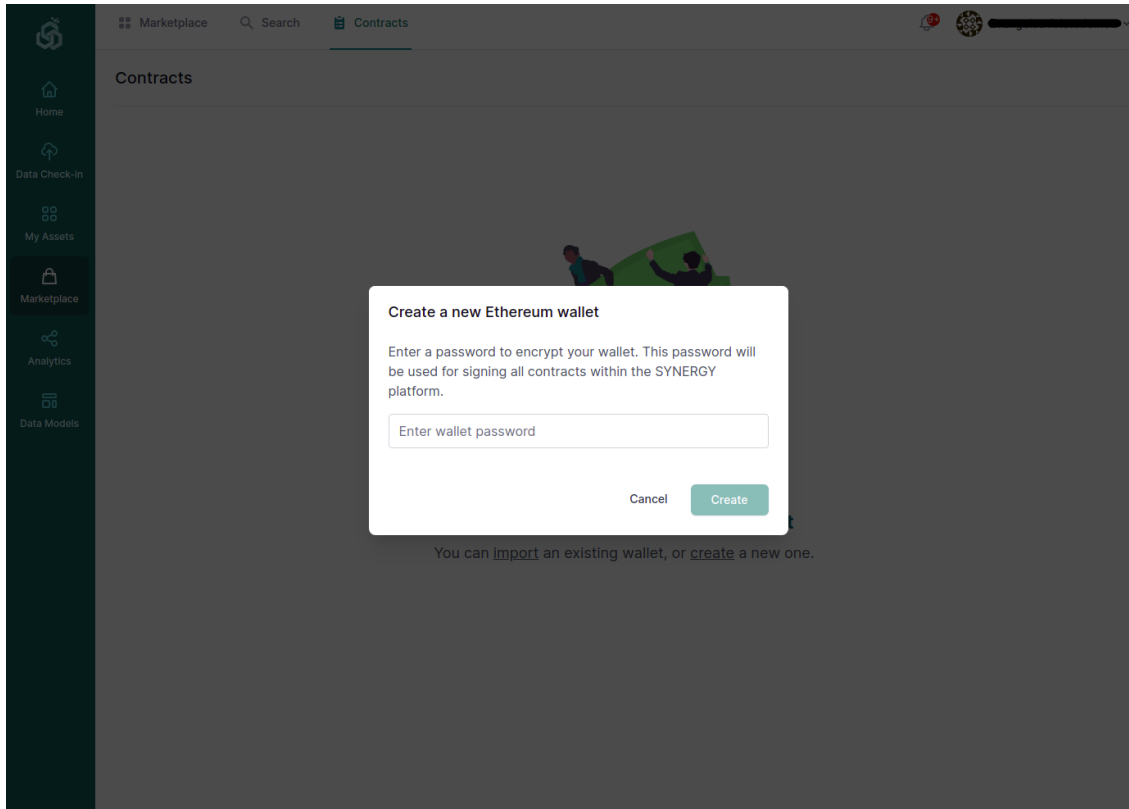 Marketplace
Search
Contracts
9+
Contracts
Home
Data Check-in
My Assets
Marketplace
Analytics
Data Models
Create a new Ethereum wallet
Enter a password to encrypt your wallet. This password will
be used for signing all contracts within the SYNERGY
platform.
Enter wallet password
Cancel
Create
You can import an existing wallet, or create a new one.